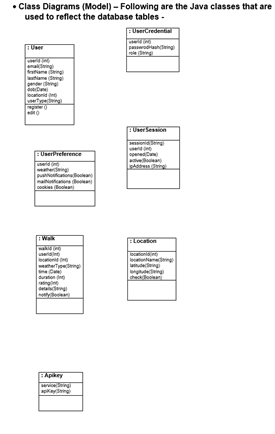 • Class Diagrams (Model) – Following are the Java classes that are
used to reflect the database tables -
: UserCredential
userId (int)
passwordHash(String)
role (String)
: User
userId (int)
email(String)
firstName (String)
lastName (String)
gender (String)
dob(Date)
locationId (int)
userType(String)
register ()
edit ()
: UserSession
sessionid(String)
userId (int)
opened(Date)
active(Boolean)
ipAddress (String)
: UserPreference
userid (int)
weather(String)
pushNotifications(Boolean)
mailNotifications (Boolean)
cookies (Boolean)
: Walk
walkId (int)
userId(int)
locationId (int)
weatherType(String)
time (Date)
duration (int)
rating(int)
details(String)
notify(Boolean)
: Location
locationId(int)
locationName(String)
latitude(String)
longitude(String)
check(Boolean)
: Apikey
service(String)
apiKey(String)